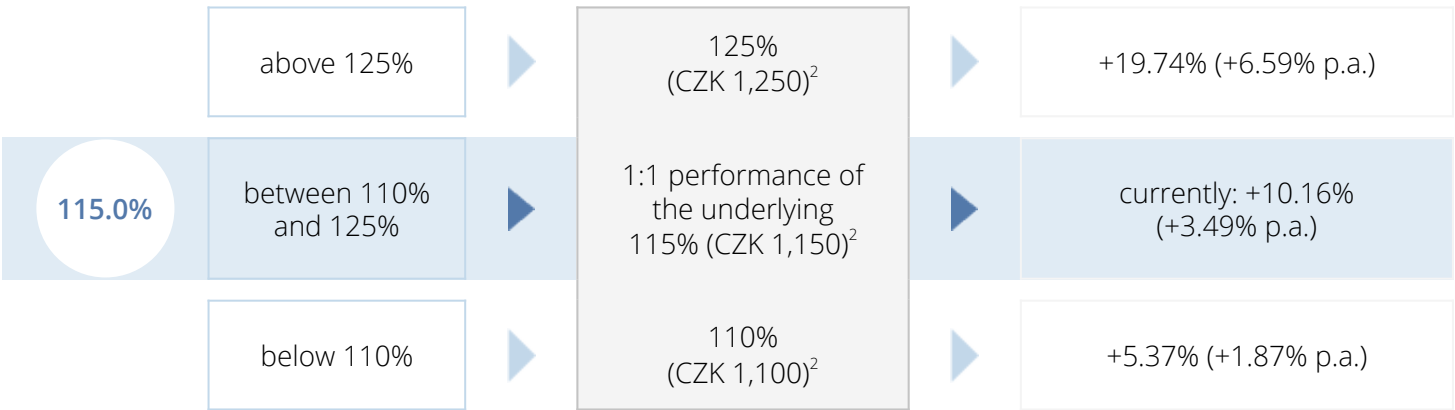 above 125%
125%
(CZK 1,250)²
+19.74% (+6.59% p.a.)
115.0%
between 110%
and 125%
1:1 performance of
the underlying
115% (CZK 1,150)²
currently: +10.16%
(+3.49% p.a.)
below 110%
110%
(CZK 1,100)²
+5.37% (+1.87% p.a.)